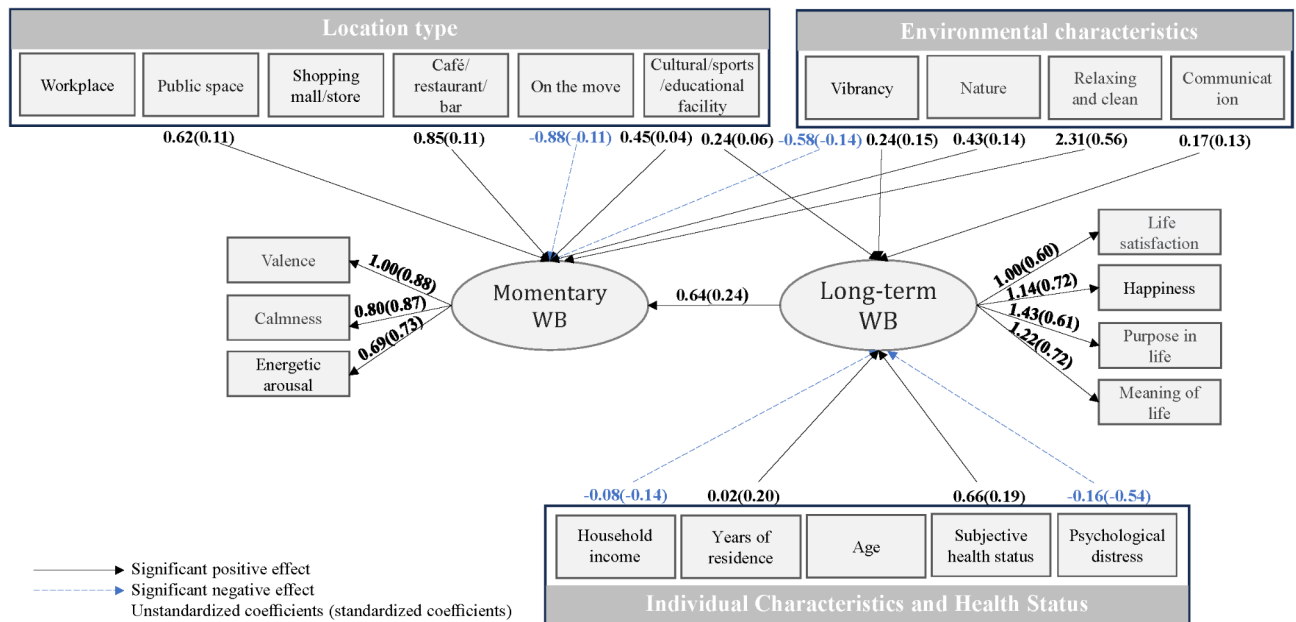 Location type
Workplace
Public space
Shopping
mall/store
Café/
restaurant/
bar
On the move
Cultural/sports
/educational
facility
Environmental characteristics
Vibrancy
Nature
Relaxing
and clean
Communicat
ion
0.62(0.11)
0.85(0.11)
-0.88(-0.11)
0.45(0.04)
0.24(0.06)
-0.58(-0.14)
0.24(0.15)
0.43(0.14)
2.31(0.56)
0.17(0.13)
Valence
Calmness
Energetic
arousal
1.00(0.88)
0.80(0.87)
0.69(0.73)
Momentary
WB
0.64(0.24)
Long-term
WB
1.00(0.60)
1.14(0.72)
1.43(0.61)
1.22(0.72)
Life
satisfaction
Happiness
Purpose in
life
Meaning of
life
-0.08(-0.14)
0.02(0.20)
0.66(0.19)
-0.16(-0.54)
Household
income
Years of
residence
Age
Subjective
health status
Psychological
distress
Individual Characteristics and Health Status
Significant positive effect
Significant negative effect
Unstandardized coefficients (standardized coefficients)